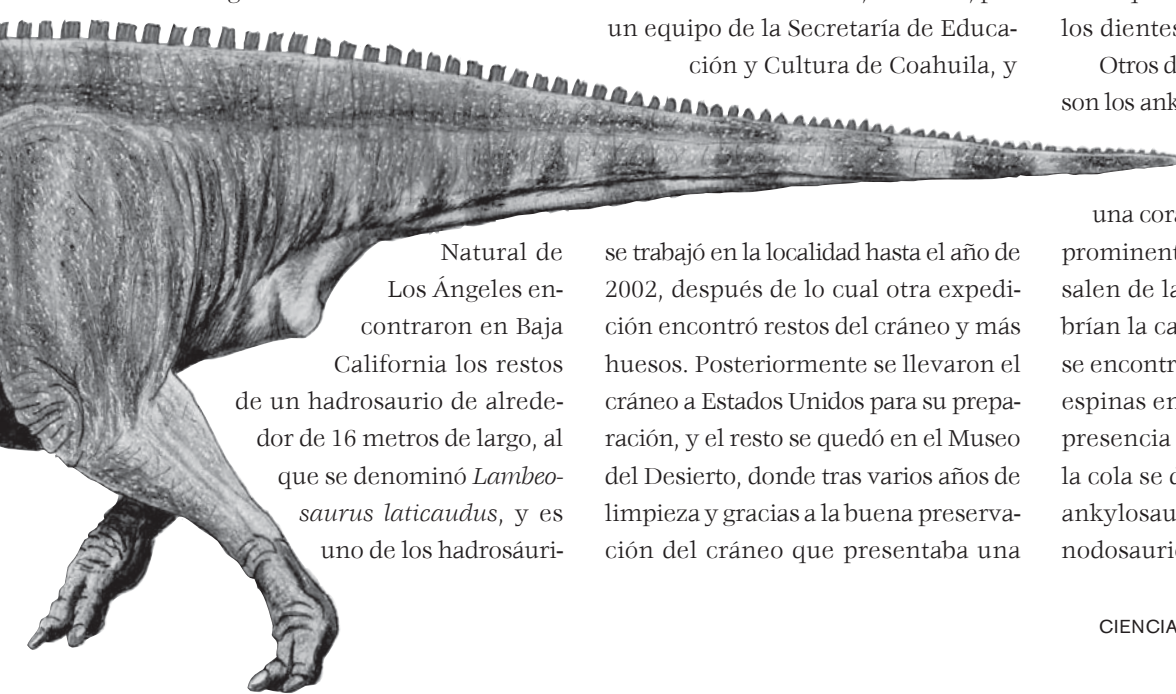 Natural de
Los Ángeles en-
contraron en Baja
California los restos
de un hadrosaurio de alrede-
dor de 16 metros de largo, al
que se denominó Lambeo-
saurus laticaudus, y es
uno de los hadrosáuri-
un equipo de la Secretaría de Educa-
ción y Cultura de Coahuila, y
se trabajó en la localidad hasta el año de
2002, después de lo cual otra expedi-
ción encontró restos del cráneo y más
huesos. Posteriormente se llevaron el
cráneo a Estados Unidos para su prepa-
ración, y el resto se quedó en el Museo
del Desierto, donde tras varios años de
limpieza y gracias a la buena preserva-
ción del cráneo que presentaba una
los dientes
Otros d
son los ank
una cor
prominent
salen de la
brían la ca
se encontr
espinas en
presencia
la cola se
ankylosau
nodosauri
CIENCIA